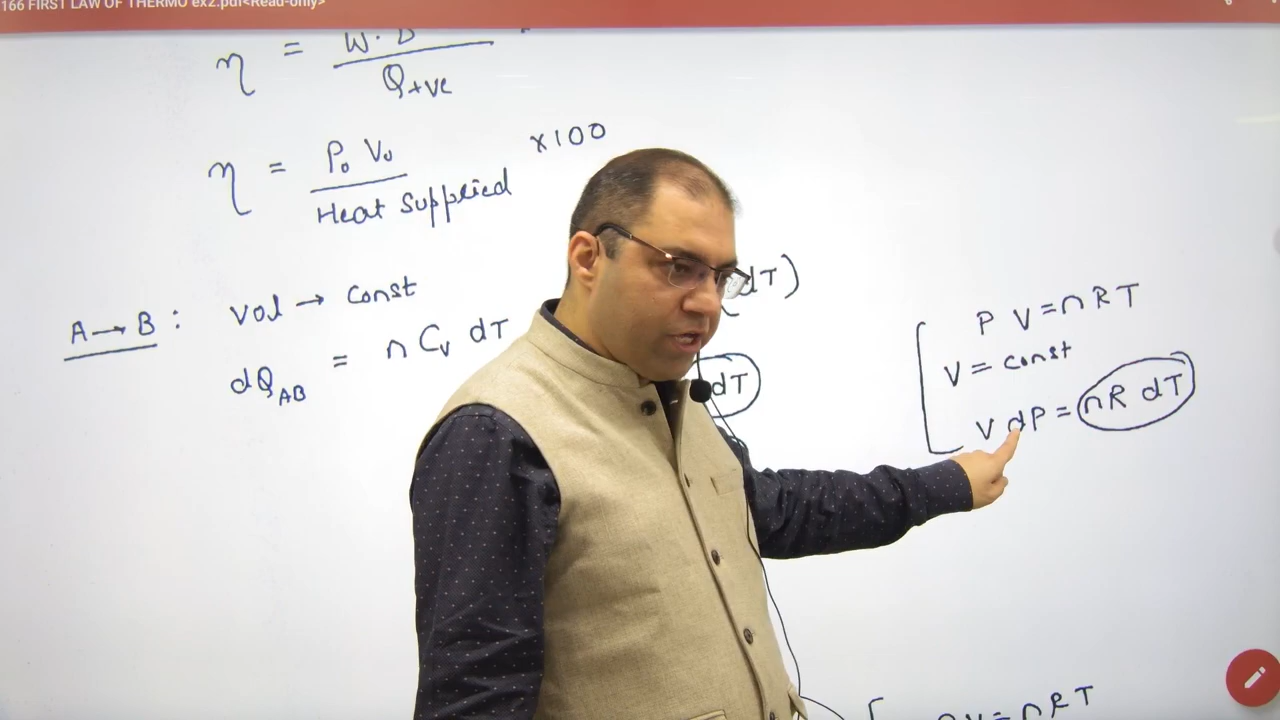 166 FIRST LAW OF THERMO ex2.pdf<Read-only>
η = W.D / Q+ve
η = P₀ V₀ / Heat Supplied ×100
A → B : vol → const
dQ_AB = n C_v dT
dT)
dT
P V = n R T
V = const
V dP = nR dT
PV = nRT